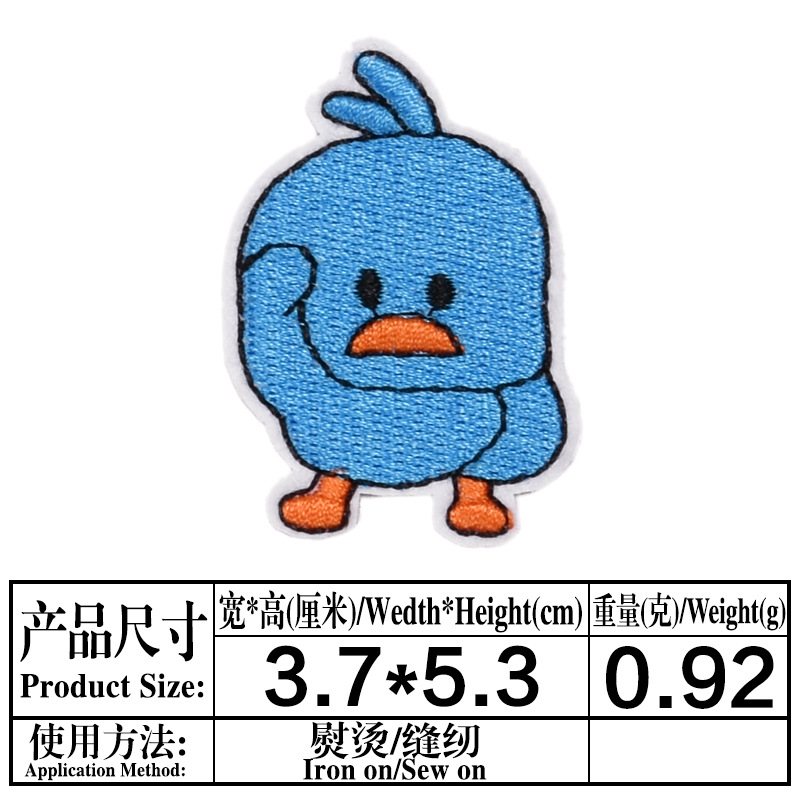 产品尺寸
Product Size:
宽*高(厘米)/Wedth*Height(cm)
重量(克)/Weight(g)
3.7*5.3
0.92
使用方法:
Application Method:
熨烫/缝纫
Iron on/Sew on